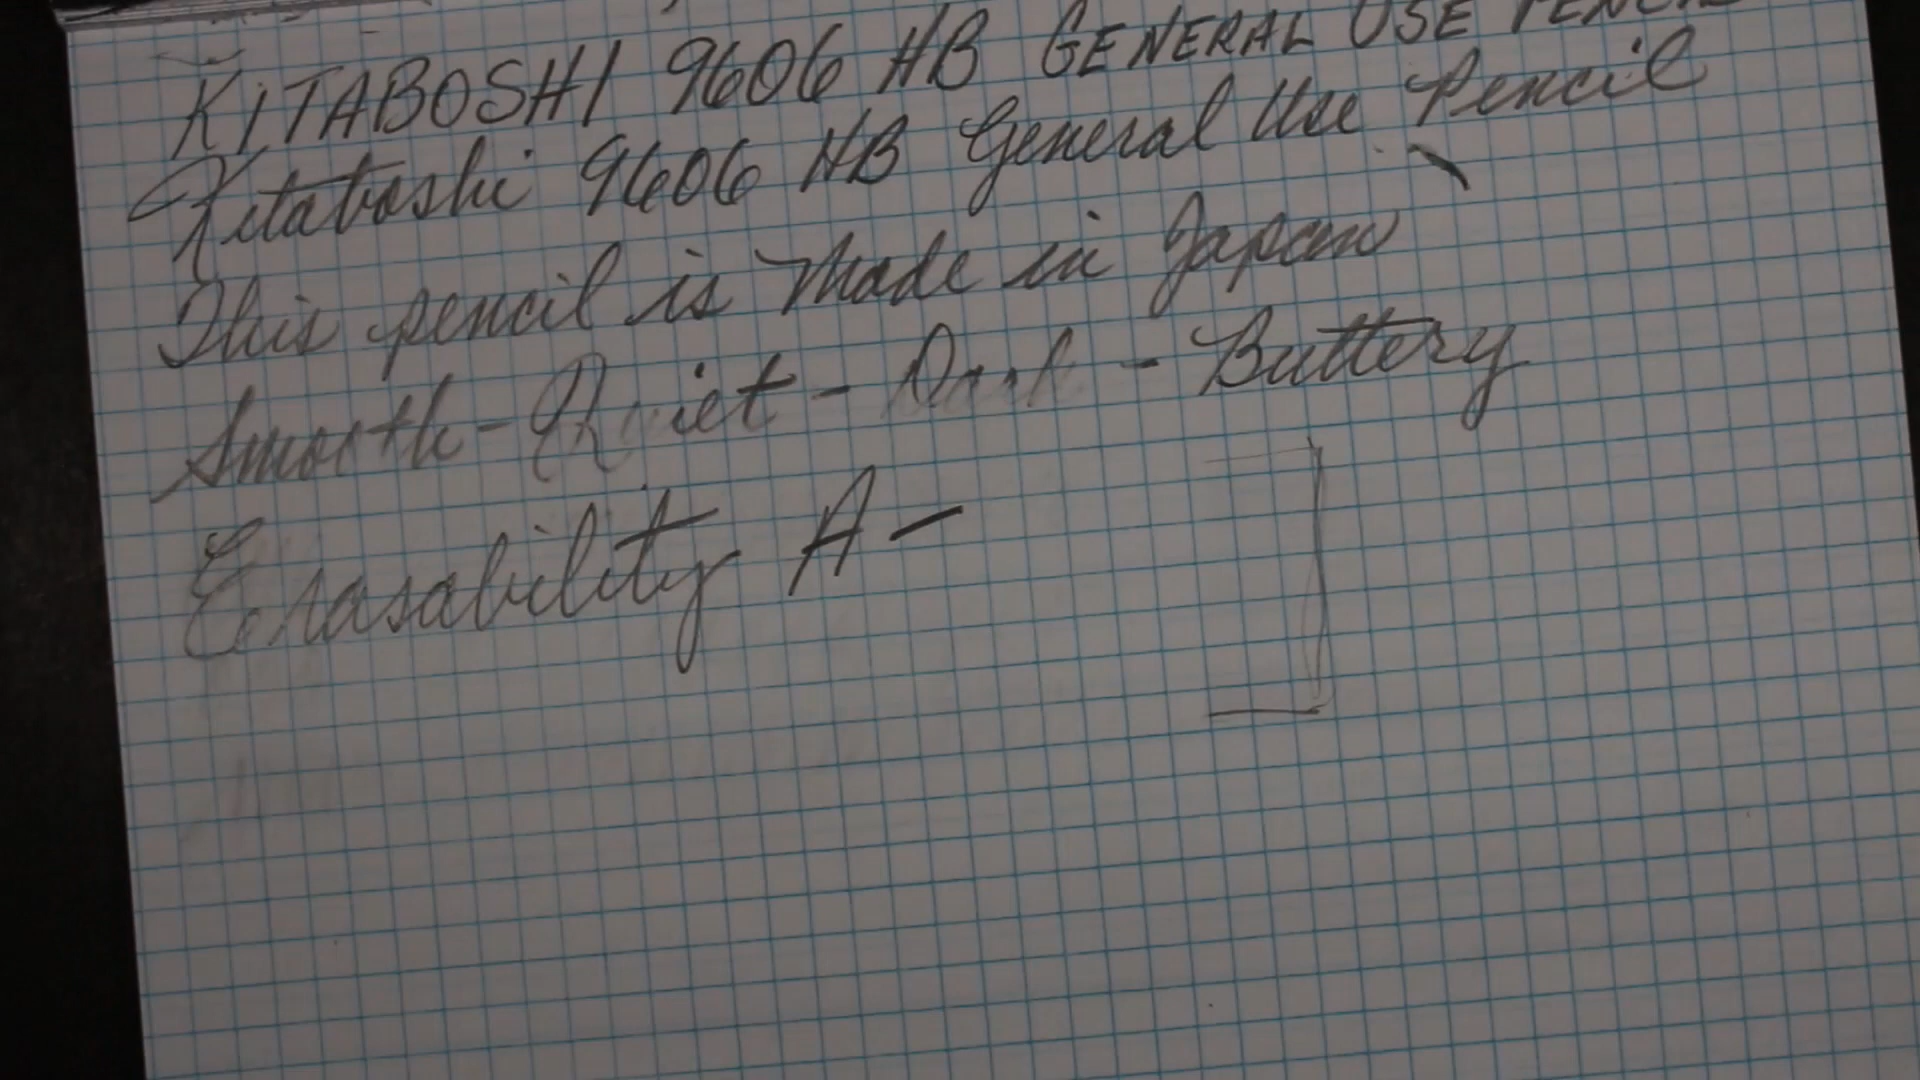 KITABOSHI 9606 HB GENERAL USE PENCIL
Kitaboshi 9606 HB General Use Pencil
This pencil is made in Japan
Smooth - Quiet - Dark - Buttery
Erasability A-